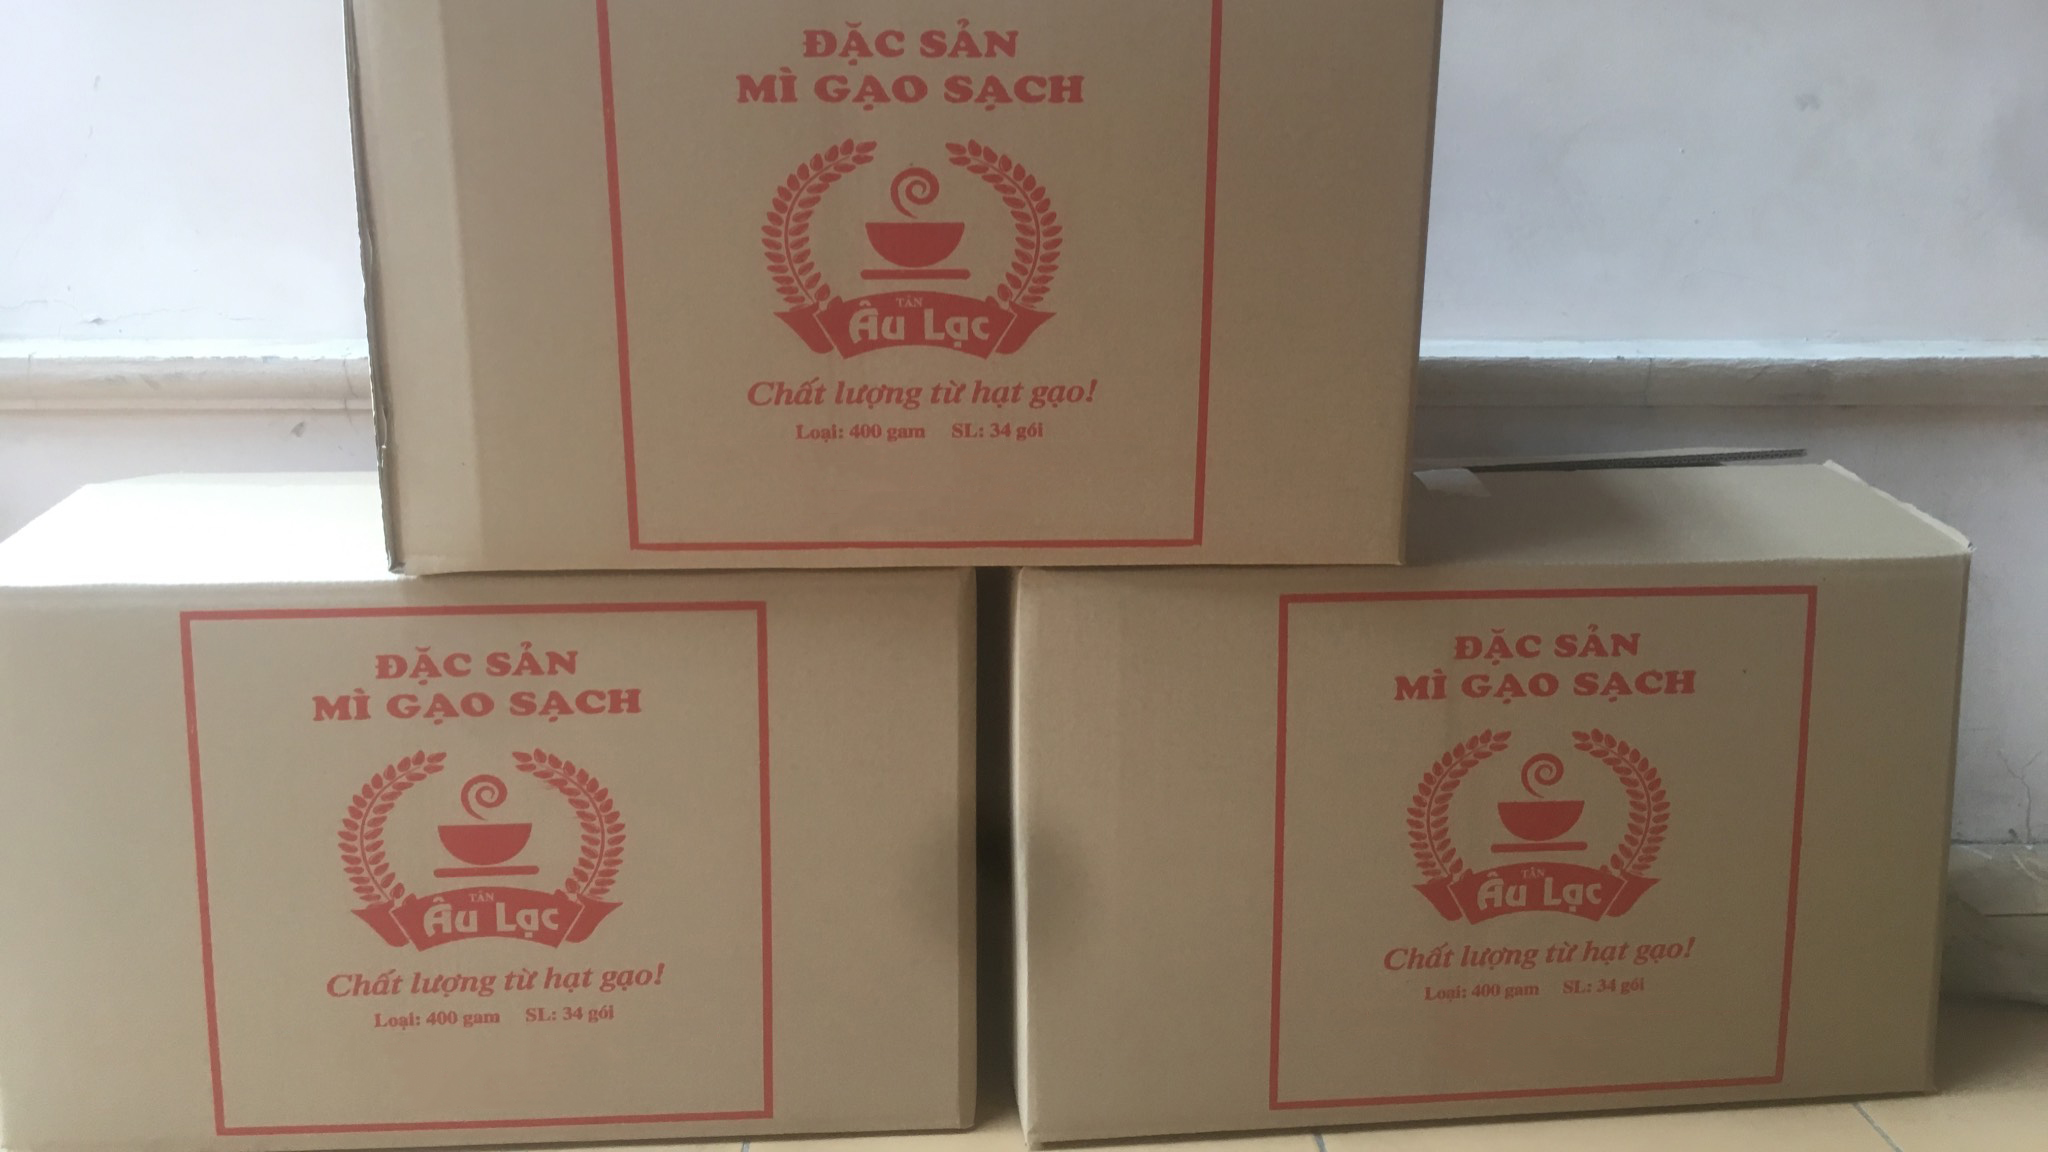 ĐẶC SẢN
MÌ GẠO SẠCH
TÂN
Âu Lạc
Chất lượng từ hạt gạo!
Loại: 400 gam SL: 34 gói
ĐẶC SẢN
MÌ GẠO SẠCH
TÂN
Âu Lạc
Chất lượng từ hạt gạo!
Loại: 400 gam SL: 34 gói
ĐẶC SẢN
MÌ GẠO SẠCH
TÂN
Âu Lạc
Chất lượng từ hạt gạo!
Loại: 400 gam SL: 34 gói